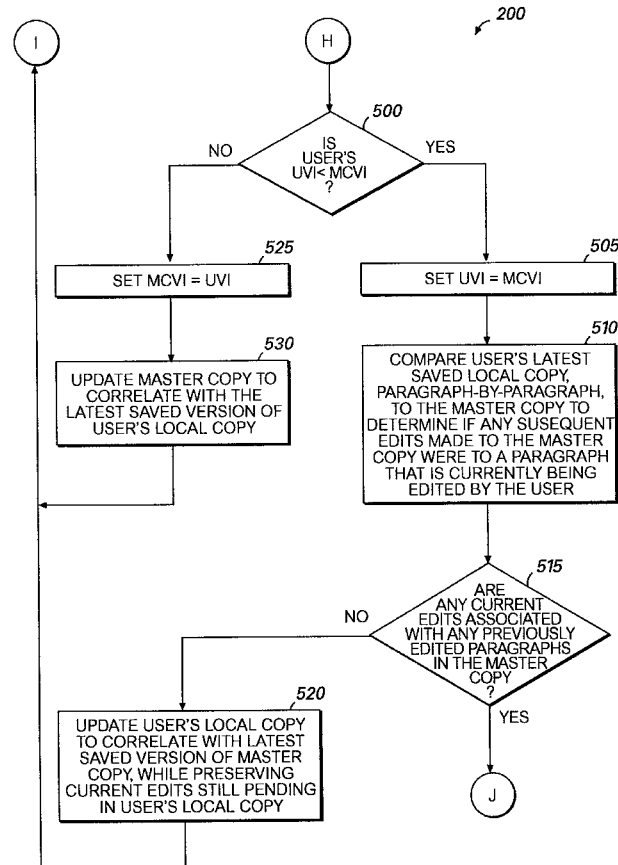 200
I
H
500
NO
IS
USER'S
UVI< MCVI
?
YES
525
SET MCVI = UVI
505
SET UVI = MCVI
530
UPDATE MASTER COPY TO
CORRELATE WITH THE
LATEST SAVED VERSION OF
USER'S LOCAL COPY
510
COMPARE USER'S LATEST
SAVED LOCAL COPY,
PARAGRAPH-BY-PARAGRAPH,
TO THE MASTER COPY TO
DETERMINE IF ANY SUSEQUENT
EDITS MADE TO THE MASTER
COPY WERE TO A PARAGRAPH
THAT IS CURRENTLY BEING
EDITED BY THE USER
515
NO
ARE
ANY CURRENT
EDITS ASSOCIATED
WITH ANY PREVIOUSLY
EDITED PARAGRAPHS
IN THE MASTER
COPY
?
YES
520
UPDATE USER'S LOCAL COPY
TO CORRELATE WITH LATEST
SAVED VERSION OF MASTER
COPY, WHILE PRESERVING
CURRENT EDITS STILL PENDING
IN USER'S LOCAL COPY
J